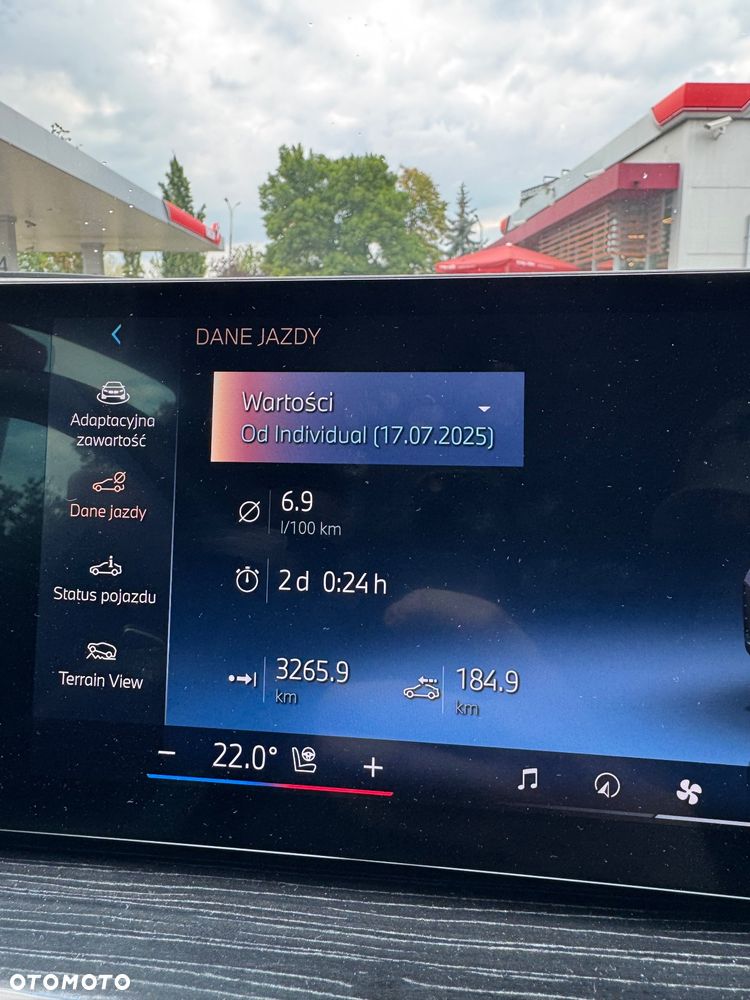 DANE JAZDY
Adaptacyjna
zawartość
Dane jazdy
Status pojazdu
Terrain View
Wartości
Od Individual (17.07.2025)
6.9
l/100 km
2 d 0:24 h
3265.9
km
184.9
km
22.0°
OTOMOTO